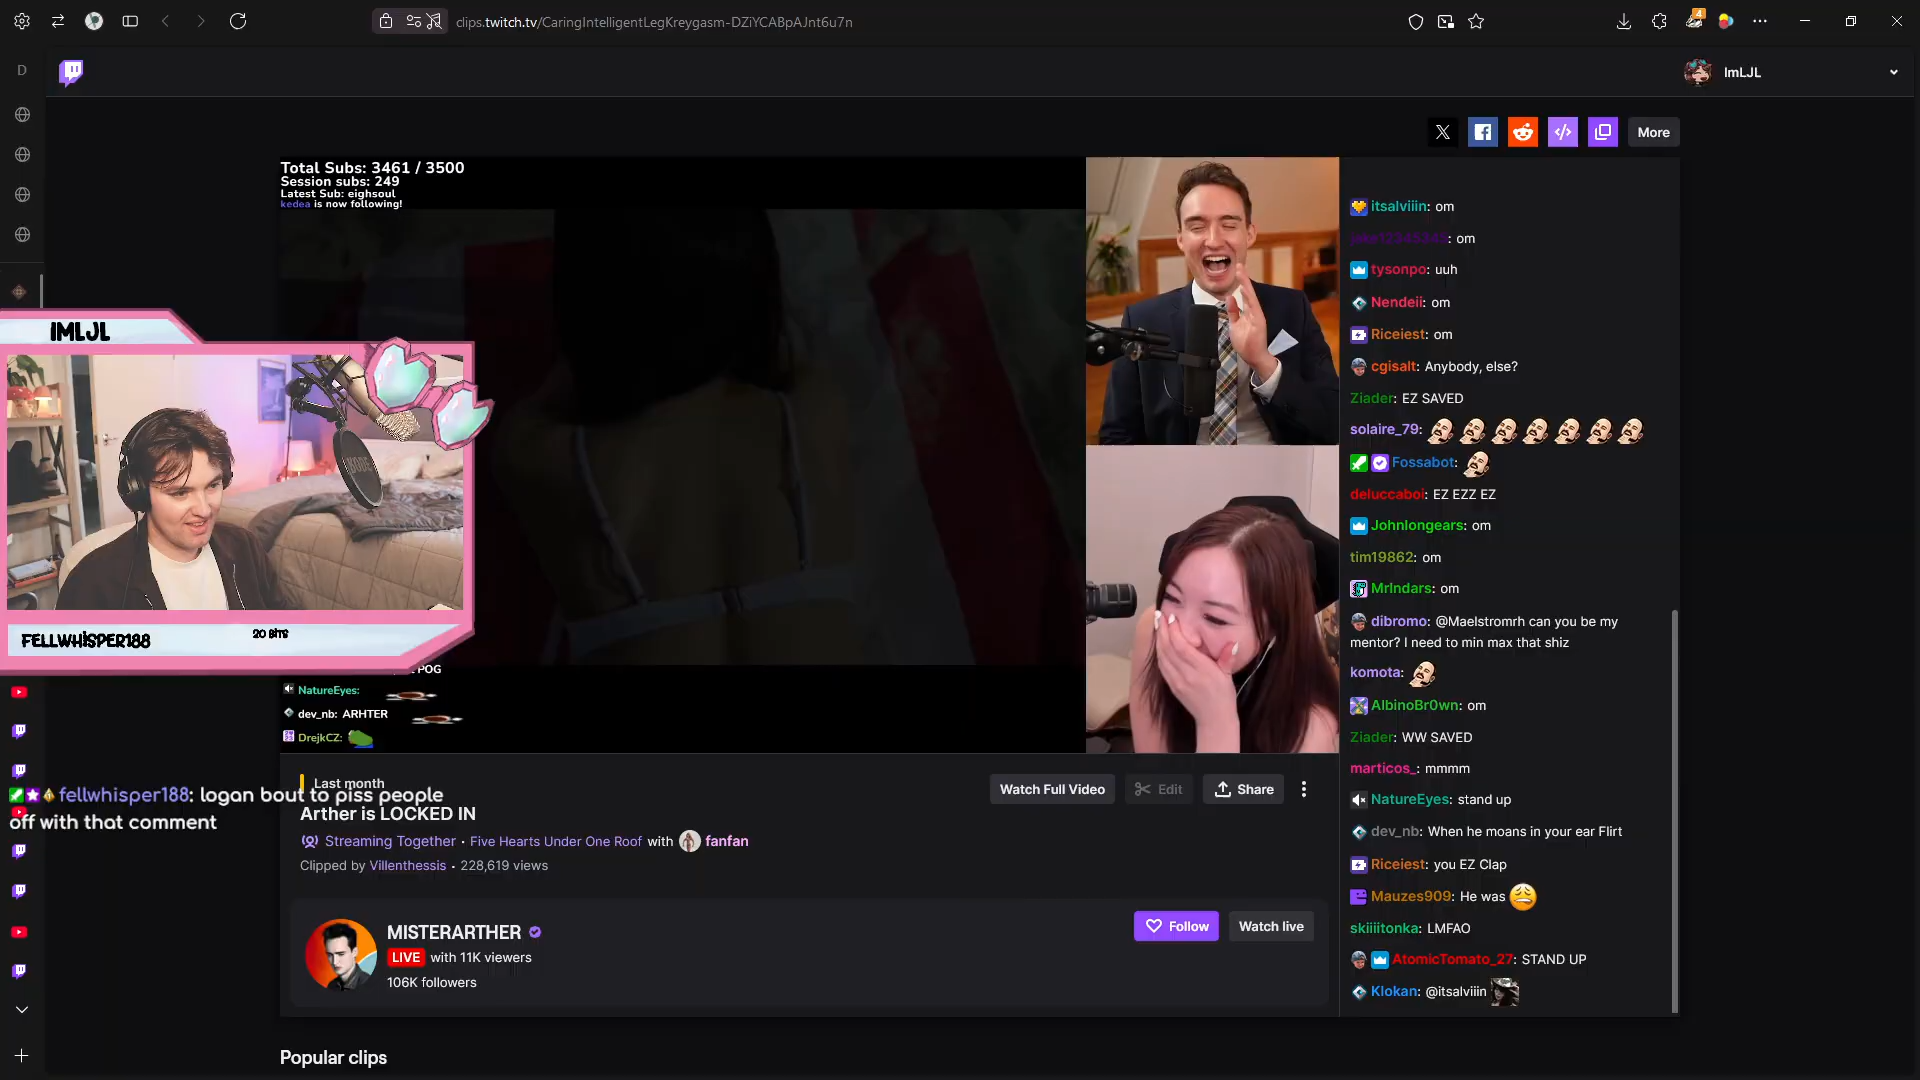 clips.twitch.tv/CaringIntelligentLegKreygasm-DZiYCABpAJnt6u7n
4
D
ImLJL
More
Total Subs: 3461 / 3500
Session subs: 249
Latest Sub: eighsoul
kedea is now following!
IMLJL
FELLWHISPER188
20 BITS
POG
NatureEyes:
dev_nb: ARHTER
DrejkCZ:
fellwhisper188: logan bout to piss people
off with that comment
itsalviiin: om
: om
tysonpo: uuh
Nendeii: om
Riceiest: om
cgisalt: Anybody, else?
Ziader: EZ SAVED
solaire_79:
Fossabot:
deluccaboi: EZ EZZ EZ
Johnlongears: om
tim19862: om
MrIndars: om
dibromo: @Maelstromrh can you be my
mentor? I need to min max that shiz
komota:
AlbinoBr0wn: om
Ziader: WW SAVED
marticos_: mmmm
NatureEyes: stand up
dev_nb: When he moans in your ear Flirt
Riceiest: you EZ Clap
Mauzes909: He was
skiiiitonka: LMFAO
AtomicTomato_27: STAND UP
Klokan: @itsalviiin
Last month
Arther is LOCKED IN
Streaming Together · Five Hearts Under One Roof with fanfan
Clipped by Villenthessis · 228,619 views
Watch Full Video
Edit
Share
MISTERARTHER
LIVE with 11K viewers
106K followers
Follow
Watch live
Popular clips